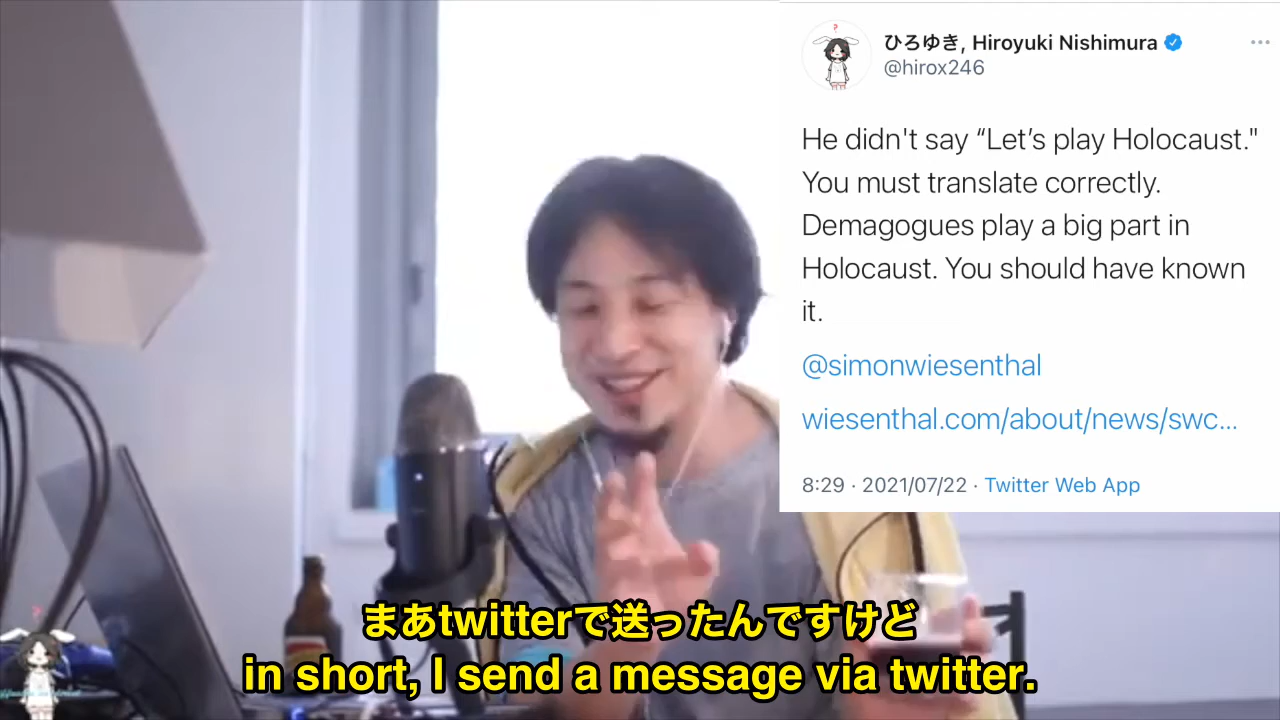 ひろゆき, Hiroyuki Nishimura
@hirox246
He didn't say “Let’s play Holocaust."
You must translate correctly.
Demagogues play a big part in
Holocaust. You should have known
it.
@simonwiesenthal
wiesenthal.com/about/news/swc...
8:29 · 2021/07/22 · Twitter Web App
まあtwitterで送ったんですけど
in short, I send a message via twitter.